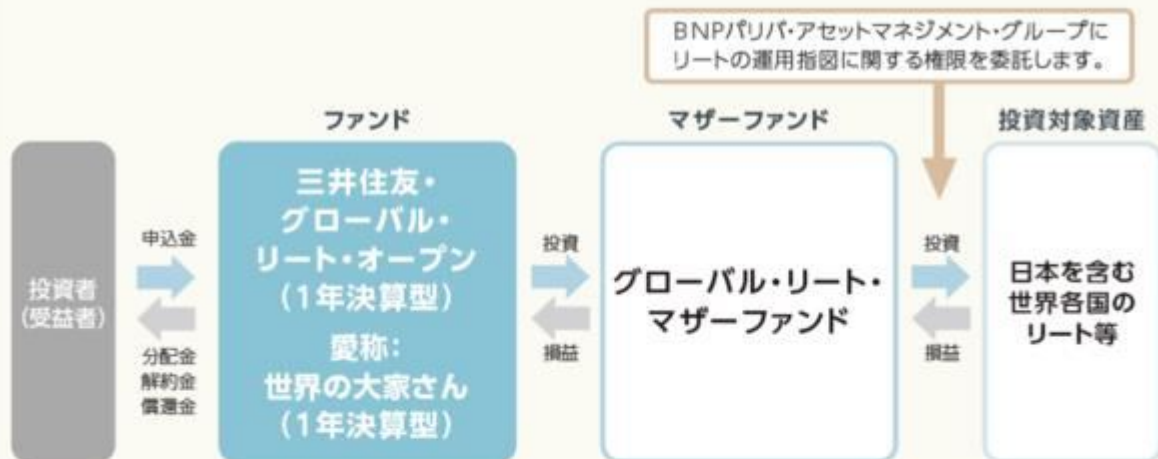 BNPパリバ・アセットマネジメント・グループに
リートの運用指図に関する権限を委託します。
ファンド
マザーファンド
投資対象資産
投資者
(受益者)
申込金
分配金
解約金
償還金
三井住友・
グローバル・
リート・オープン
(1年決算型)
愛称:
世界の大家さん
(1年決算型)
投資
損益
グローバル・リート・
マザーファンド
投資
損益
日本を含む
世界各国の
リート等